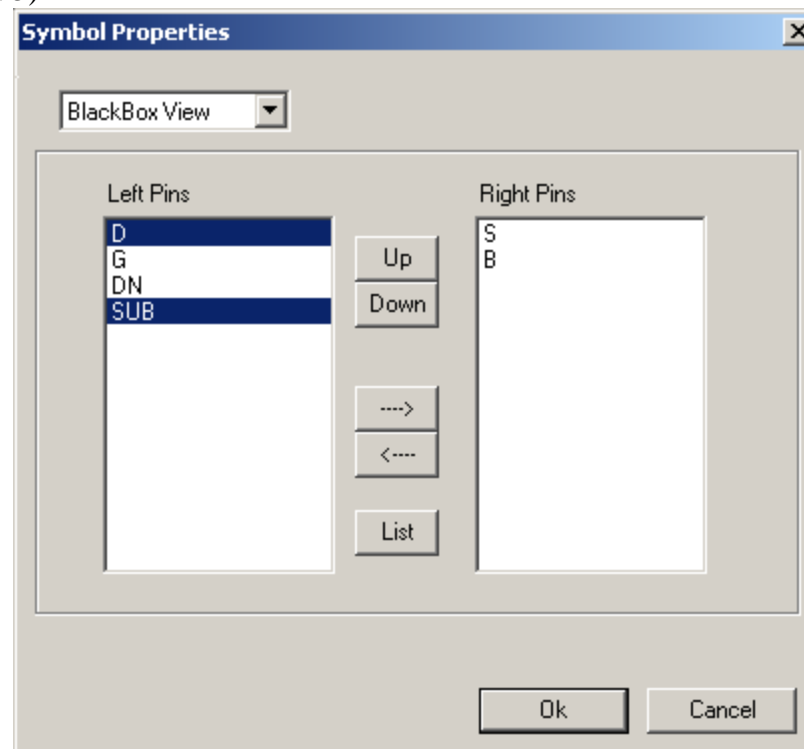 Symbol Properties
BlackBox View
Left Pins
Right Pins
D
G
DN
SUB
Up
Down
---->
<----
List
S
B
Ok
Cancel